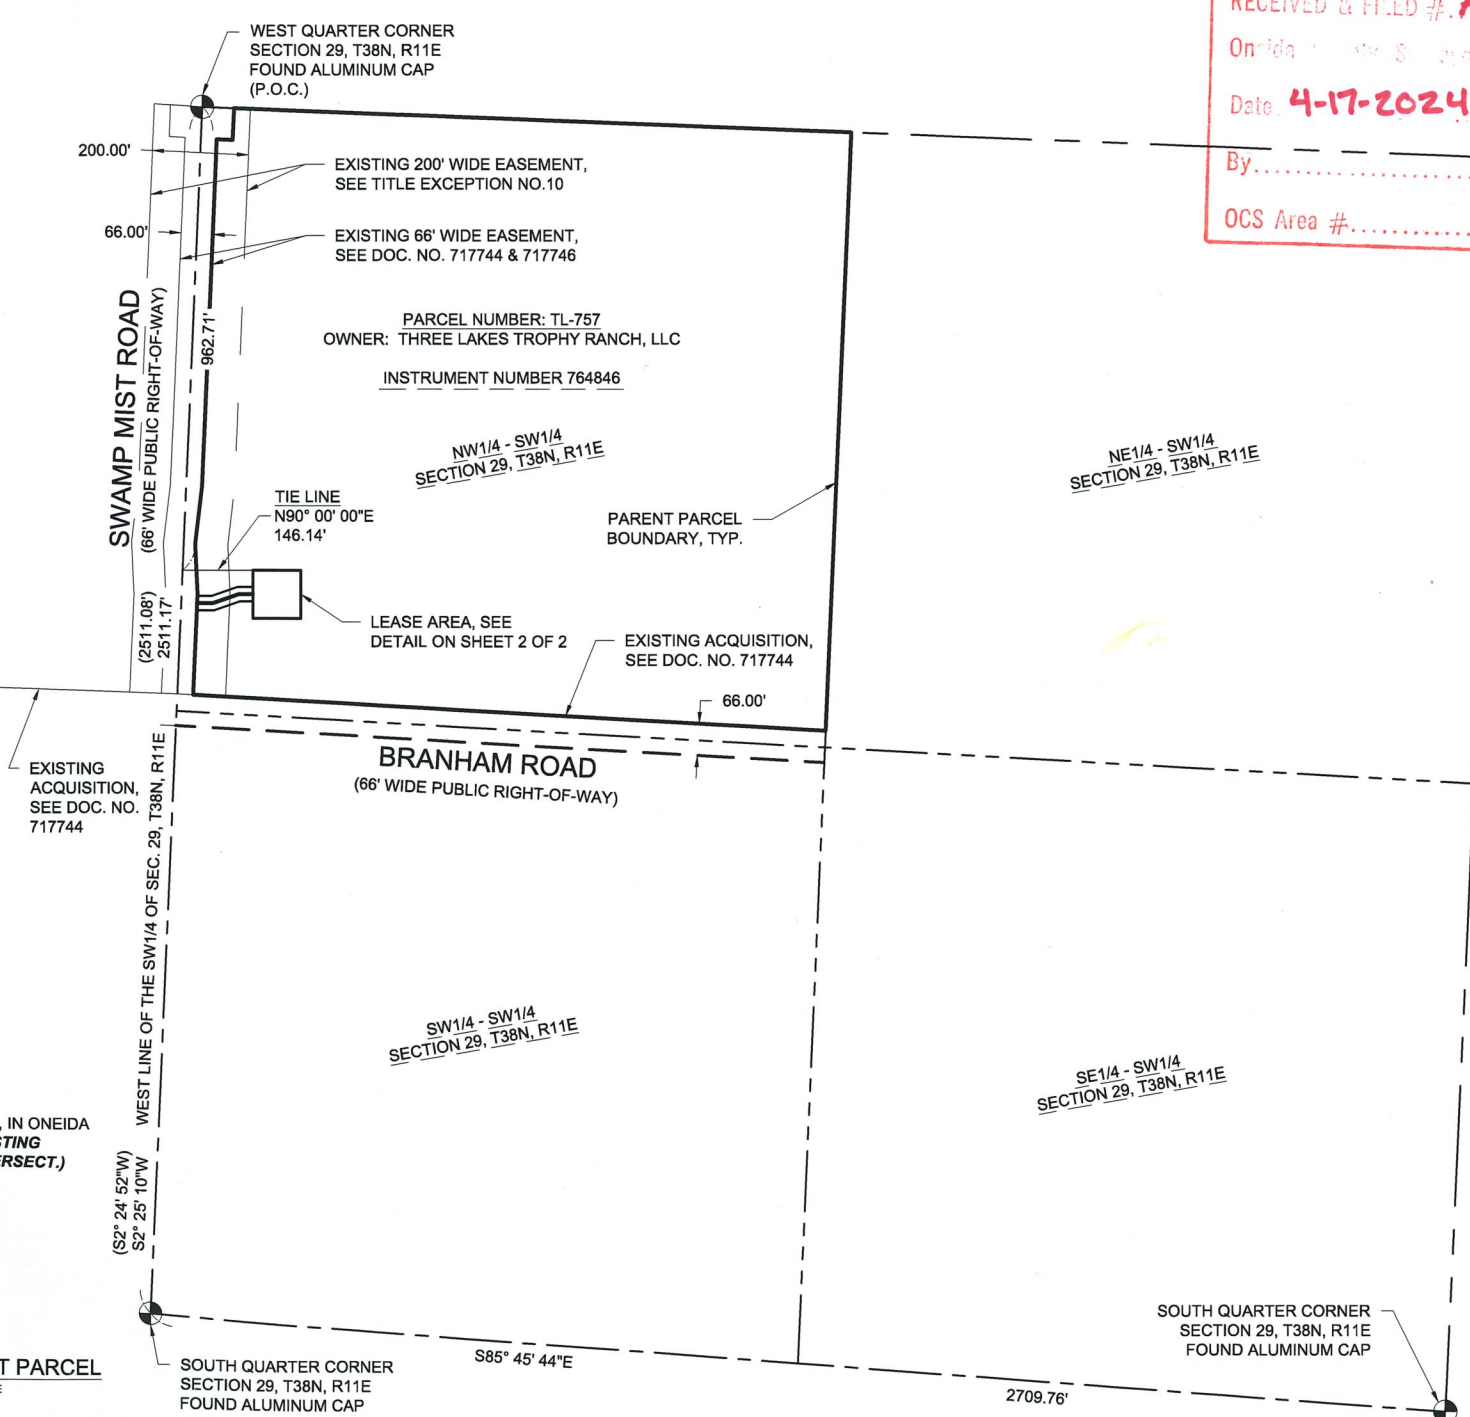 RECEIVED & FILED #.
Date. 4-17-2024
By
OCS Area #
WEST QUARTER CORNER
SECTION 29, T38N, R11E
FOUND ALUMINUM CAP
(P.O.C.)
200.00'
EXISTING 200' WIDE EASEMENT,
SEE TITLE EXCEPTION NO.10
66.00'
EXISTING 66' WIDE EASEMENT,
SEE DOC. NO. 717744 & 717746
SWAMP MIST ROAD
(66' WIDE PUBLIC RIGHT-OF-WAY)
962.71'
PARCEL NUMBER: TL-757
OWNER: THREE LAKES TROPHY RANCH, LLC
INSTRUMENT NUMBER 764846
NW1/4 - SW1/4
SECTION 29, T38N, R11E
NE1/4 - SW1/4
SECTION 29, T38N, R11E
TIE LINE
N90° 00' 00"E
146.14'
PARENT PARCEL
BOUNDARY, TYP.
(2511.08')
2511.17'
LEASE AREA, SEE
DETAIL ON SHEET 2 OF 2
EXISTING ACQUISITION,
SEE DOC. NO. 717744
66.00'
BRANHAM ROAD
(66' WIDE PUBLIC RIGHT-OF-WAY)
EXISTING
ACQUISITION,
SEE DOC. NO.
717744
WEST LINE OF THE SW1/4 OF SEC. 29, T38N, R11E
SW1/4 - SW1/4
SECTION 29, T38N, R11E
SE1/4 - SW1/4
SECTION 29, T38N, R11E
, IN ONEIDA
STING
ERSECT.)
(S2° 24' 52"W)
S2° 25' 10"W
T PARCEL
SOUTH QUARTER CORNER
SECTION 29, T38N, R11E
FOUND ALUMINUM CAP
S85° 45' 44"E
2709.76'
SOUTH QUARTER CORNER
SECTION 29, T38N, R11E
FOUND ALUMINUM CAP